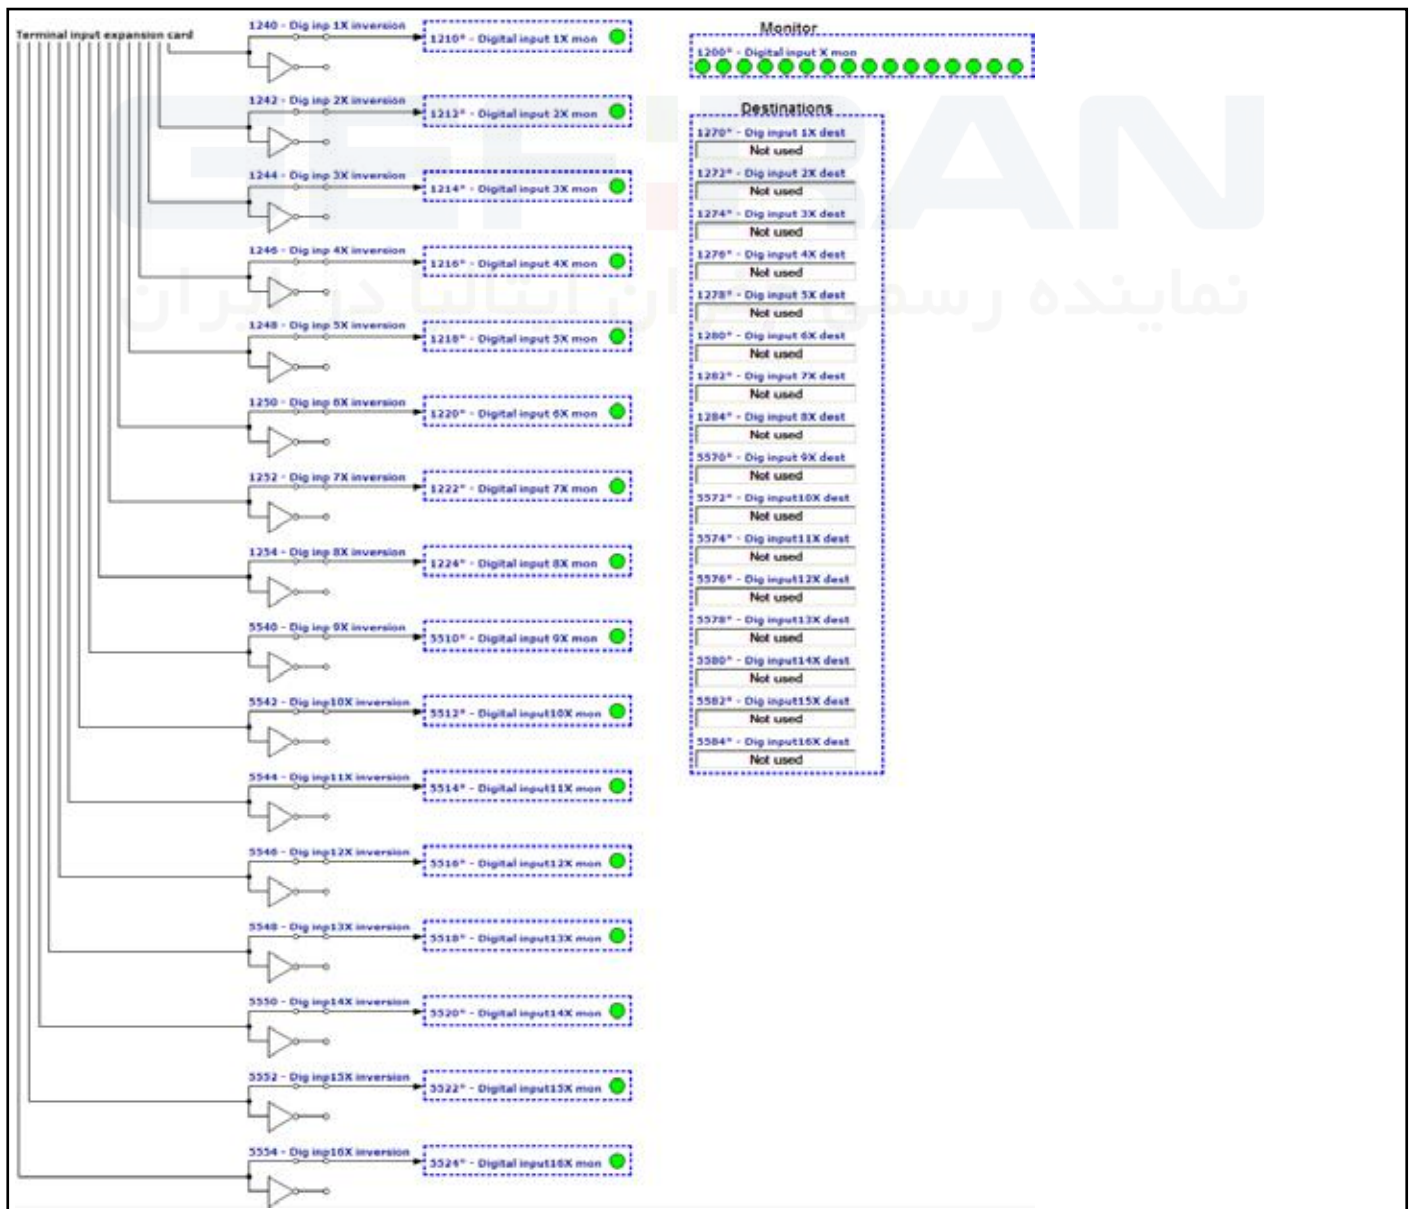 Terminal input expansion card
1240 - Dig inp 1X inversion
1210* - Digital input 1X mon
1242 - Dig inp 2X inversion
1212* - Digital input 2X mon
1244 - Dig inp 3X inversion
1214* - Digital input 3X mon
1246 - Dig inp 4X inversion
1216* - Digital input 4X mon
1248 - Dig inp 5X inversion
1218* - Digital input 5X mon
1250 - Dig inp 6X inversion
1220* - Digital input 6X mon
1252 - Dig inp 7X inversion
1222* - Digital input 7X mon
1254 - Dig inp 8X inversion
1224* - Digital input 8X mon
5540 - Dig inp 9X inversion
5510* - Digital input 9X mon
5542 - Dig inp10X inversion
5512* - Digital input10X mon
5544 - Dig inp11X inversion
5514* - Digital input11X mon
5546 - Dig inp12X inversion
5516* - Digital input12X mon
5548 - Dig inp13X inversion
5518* - Digital input13X mon
5550 - Dig inp14X inversion
5520* - Digital input14X mon
5552 - Dig inp15X inversion
5522* - Digital input15X mon
5554 - Dig inp16X inversion
5524* - Digital input16X mon
Monitor
1200* - Digital input X mon
Destinations
1270* - Dig input 1X dest
Not used
1272* - Dig input 2X dest
Not used
1274* - Dig input 3X dest
Not used
1276* - Dig input 4X dest
Not used
1278* - Dig input 5X dest
Not used
1280* - Dig input 6X dest
Not used
1282* - Dig input 7X dest
Not used
1284* - Dig input 8X dest
Not used
5570* - Dig input 9X dest
Not used
5572* - Dig input10X dest
Not used
5574* - Dig input11X dest
Not used
5576* - Dig input12X dest
Not used
5578* - Dig input13X dest
Not used
5580* - Dig input14X dest
Not used
5582* - Dig input15X dest
Not used
5584* - Dig input16X dest
Not used
GEFRAN
نماینده رسمی جفران ایتالیا در ایران